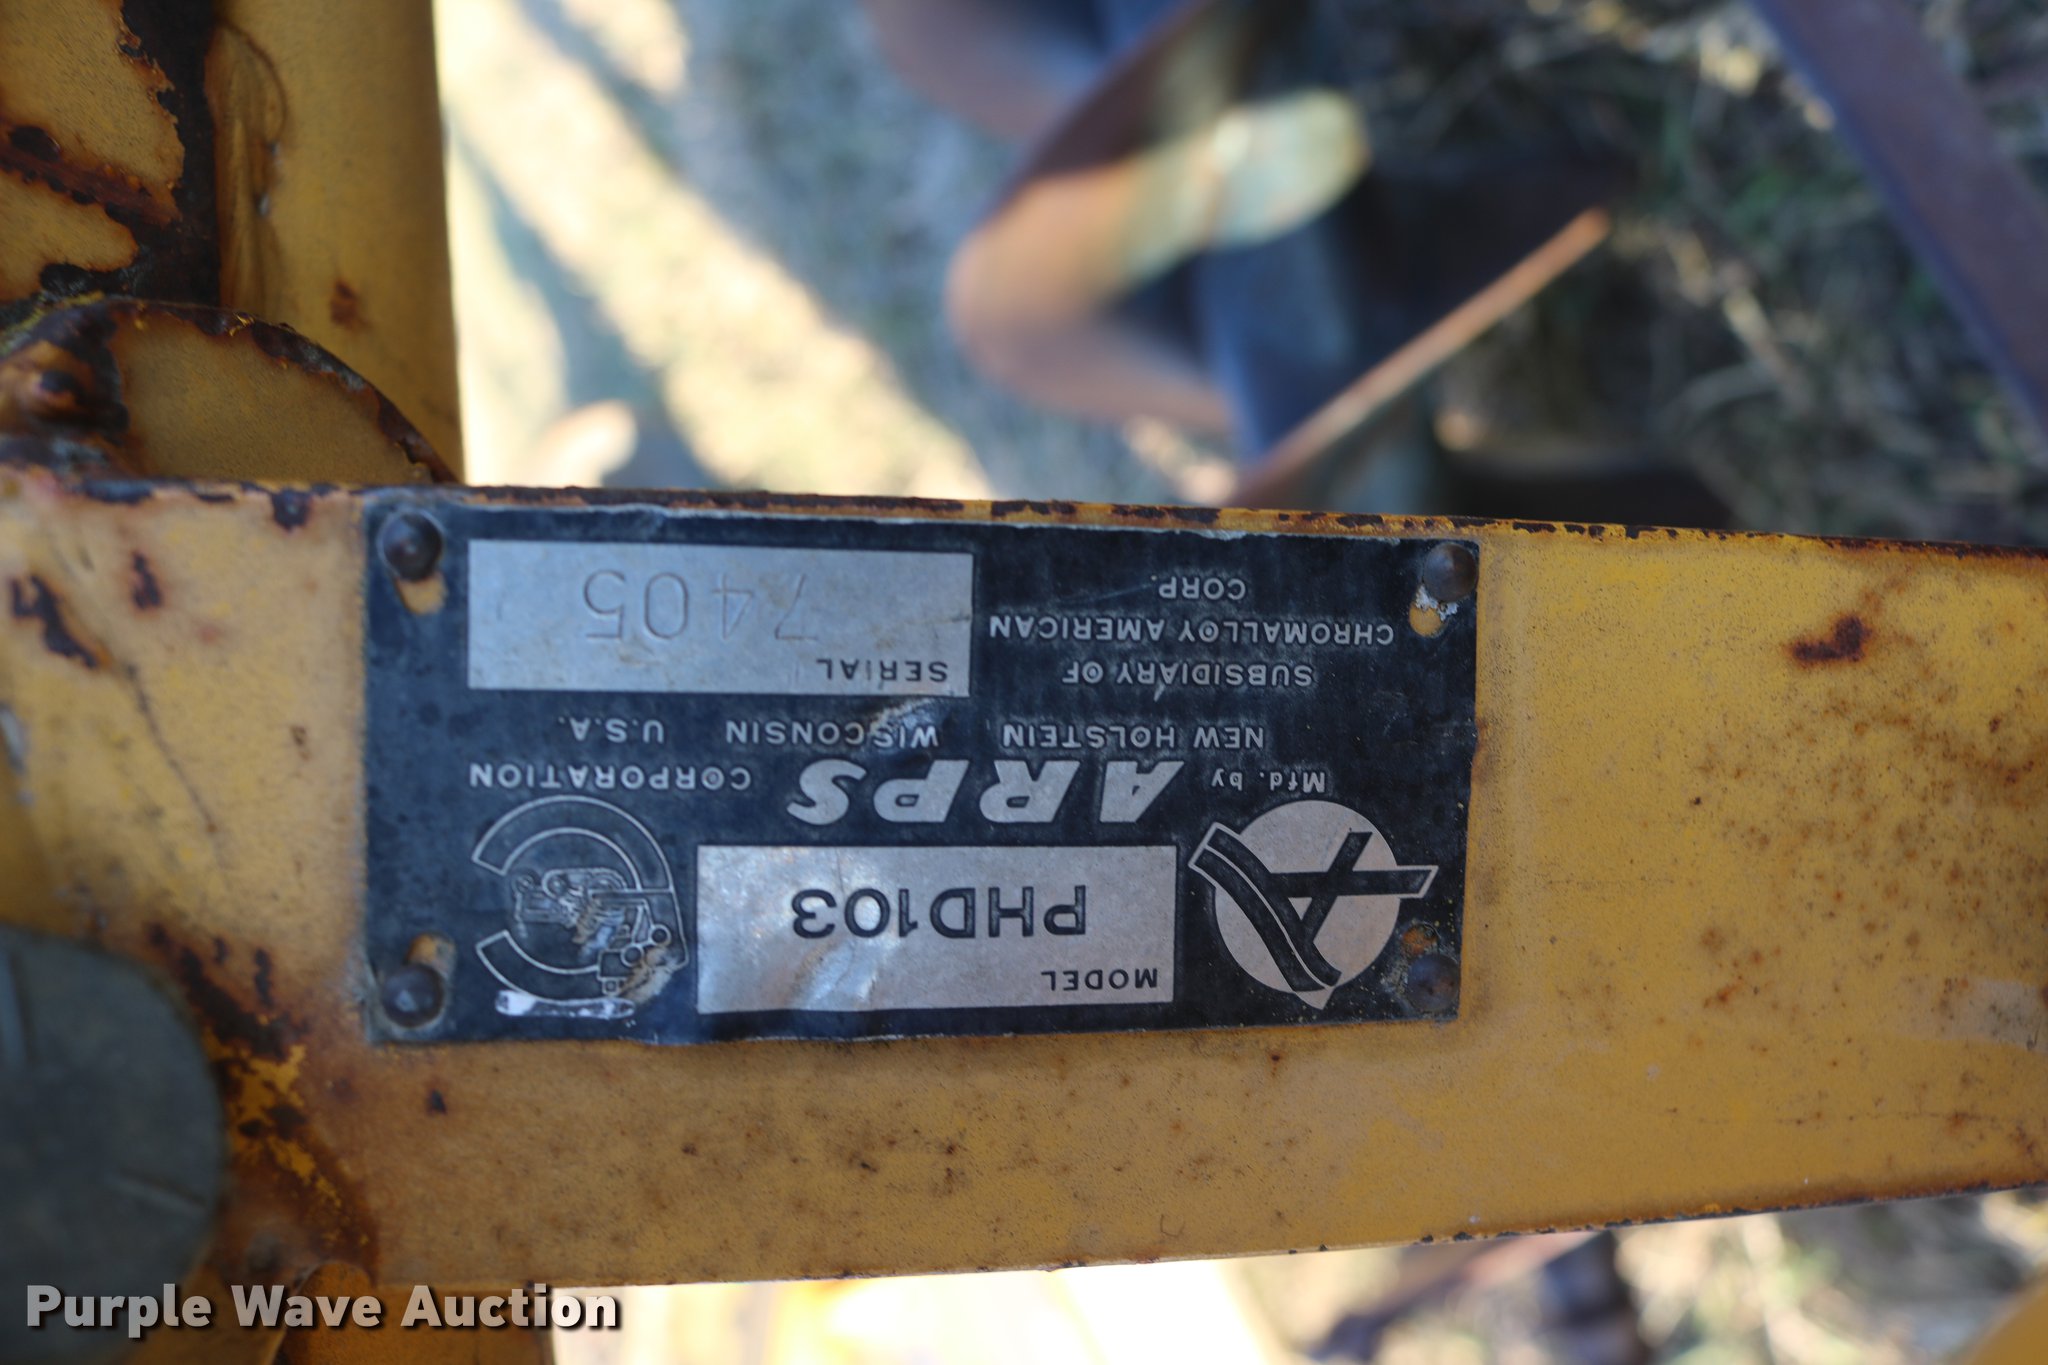 MODEL
PHD103
Mfd. by ARPS CORPORATION
NEW HOLSTEIN WISCONSIN U.S.A.
SUBSIDIARY OF
CHROMALLOY AMERICAN
CORP.
SERIAL
7405
Purple Wave Auction